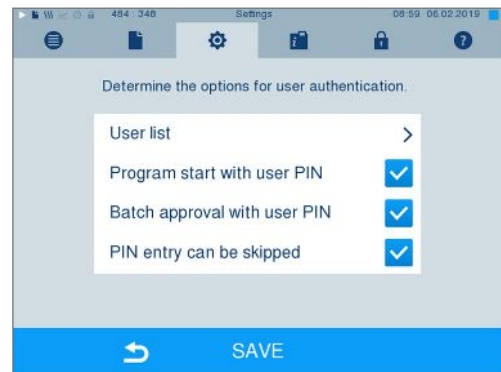 484 : 348 Settings 08:59 06.02.2019
Determine the options for user authentication.
User list
Program start with user PIN
Batch approval with user PIN
PIN entry can be skipped
SAVE